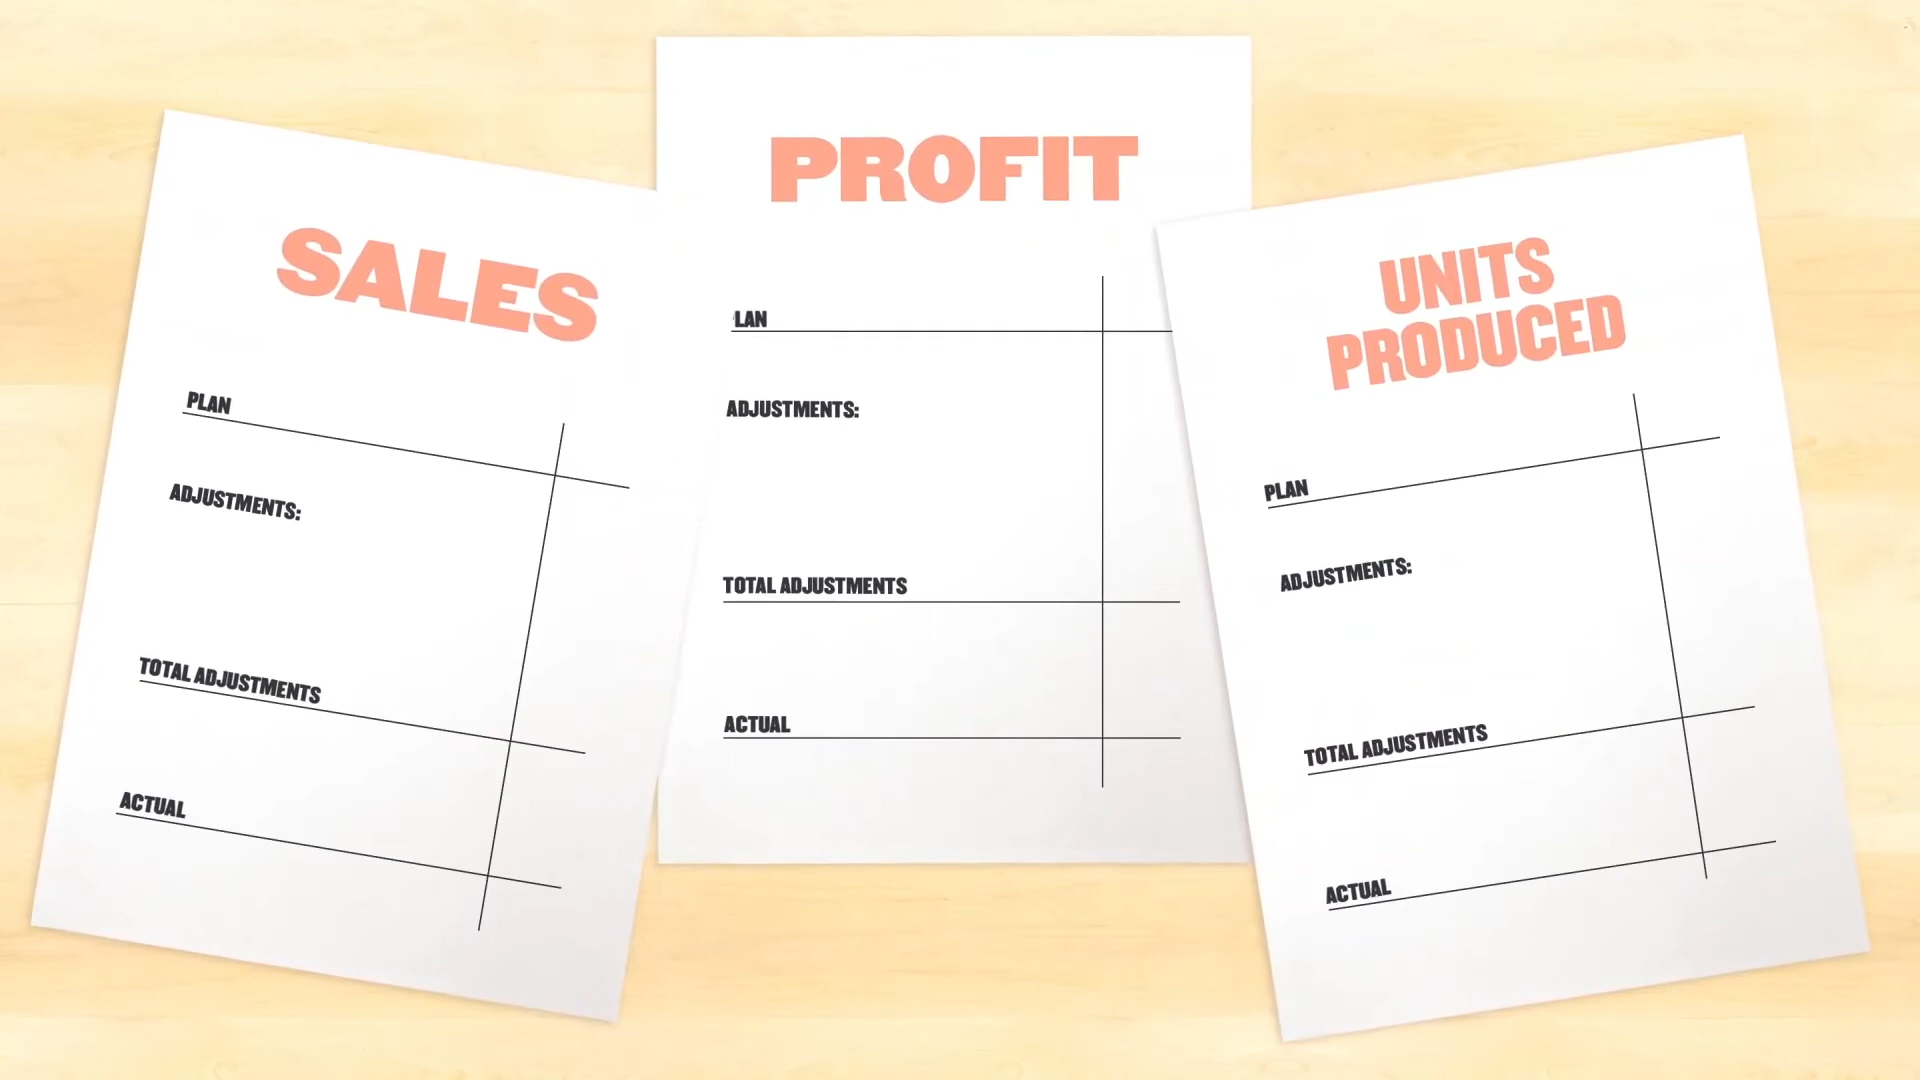 SALES
PLAN
ADJUSTMENTS:
TOTAL ADJUSTMENTS
ACTUAL
PROFIT
LAN
ADJUSTMENTS:
TOTAL ADJUSTMENTS
ACTUAL
UNITS
PRODUCED
PLAN
ADJUSTMENTS:
TOTAL ADJUSTMENTS
ACTUAL